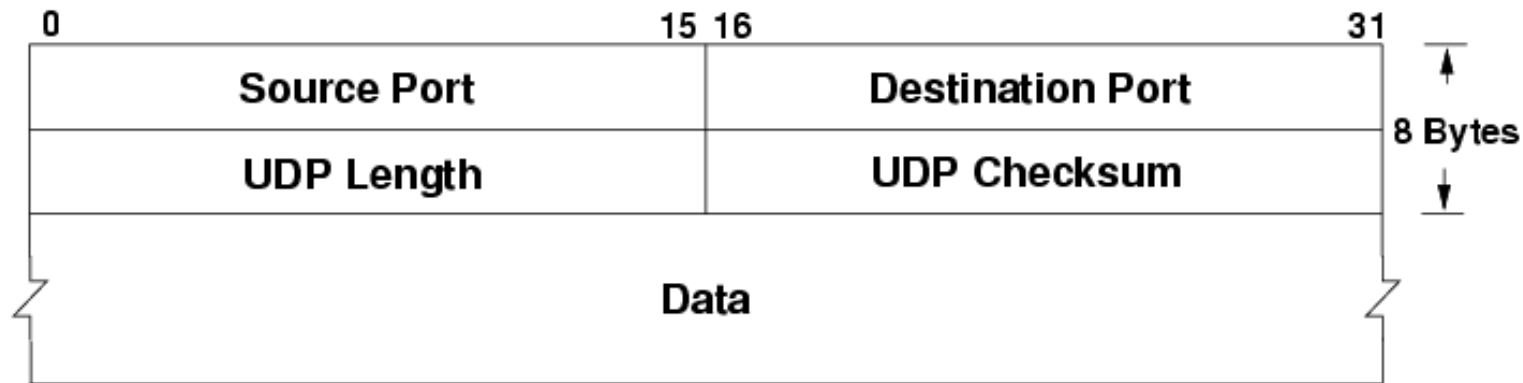 0 15 16 31
Source Port Destination Port
8 Bytes
UDP Length UDP Checksum
Data